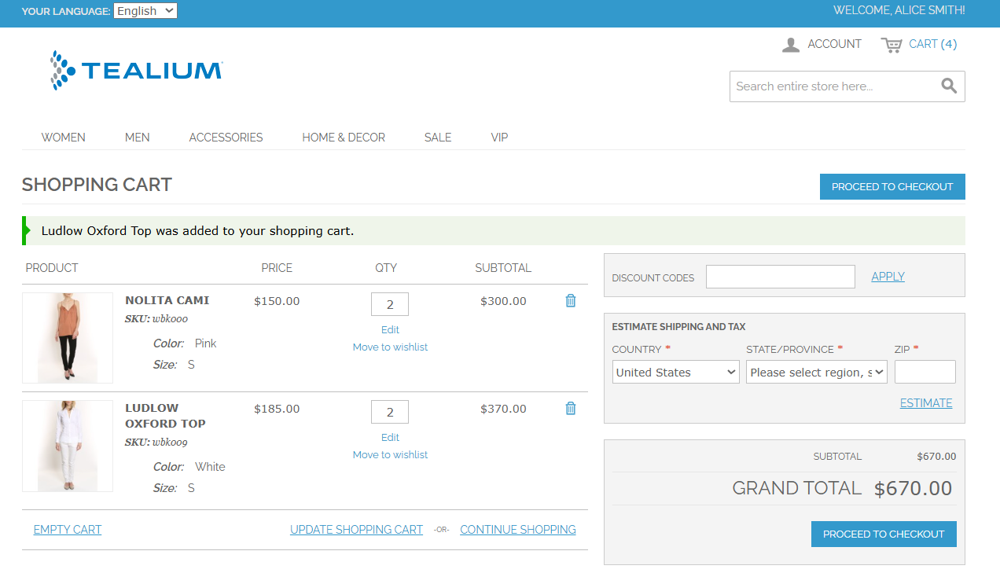 YOUR LANGUAGE: English
WELCOME, ALICE SMITH!
TEALIUM
ACCOUNT
CART (4)
Search entire store here...
WOMEN MEN ACCESSORIES HOME & DECOR SALE VIP
SHOPPING CART
PROCEED TO CHECKOUT
Ludlow Oxford Top was added to your shopping cart.
PRODUCT PRICE QTY SUBTOTAL
NOLITA CAMI $150.00 2 $300.00
SKU: wbk000
Edit
Color: Pink
Move to wishlist
Size: S
LUDLOW $185.00 2 $370.00
OXFORD TOP
SKU: wbk009
Edit
Color: White
Move to wishlist
Size: S
EMPTY CART UPDATE SHOPPING CART -OR- CONTINUE SHOPPING
DISCOUNT CODES APPLY
ESTIMATE SHIPPING AND TAX
COUNTRY * STATE/PROVINCE * ZIP *
United States Please select region, s
ESTIMATE
SUBTOTAL $670.00
GRAND TOTAL $670.00
PROCEED TO CHECKOUT